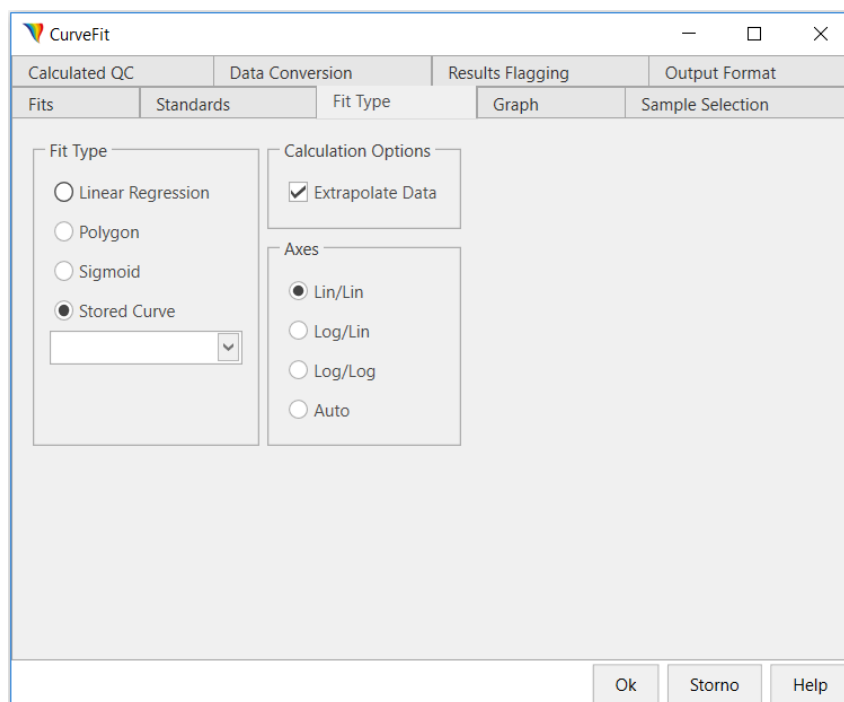 CurveFit
Calculated QC Data Conversion Results Flagging Output Format
Fits Standards Fit Type Graph Sample Selection
Fit Type
Linear Regression
Polygon
Sigmoid
Stored Curve
Calculation Options
Extrapolate Data
Axes
Lin/Lin
Log/Lin
Log/Log
Auto
Ok Storno Help